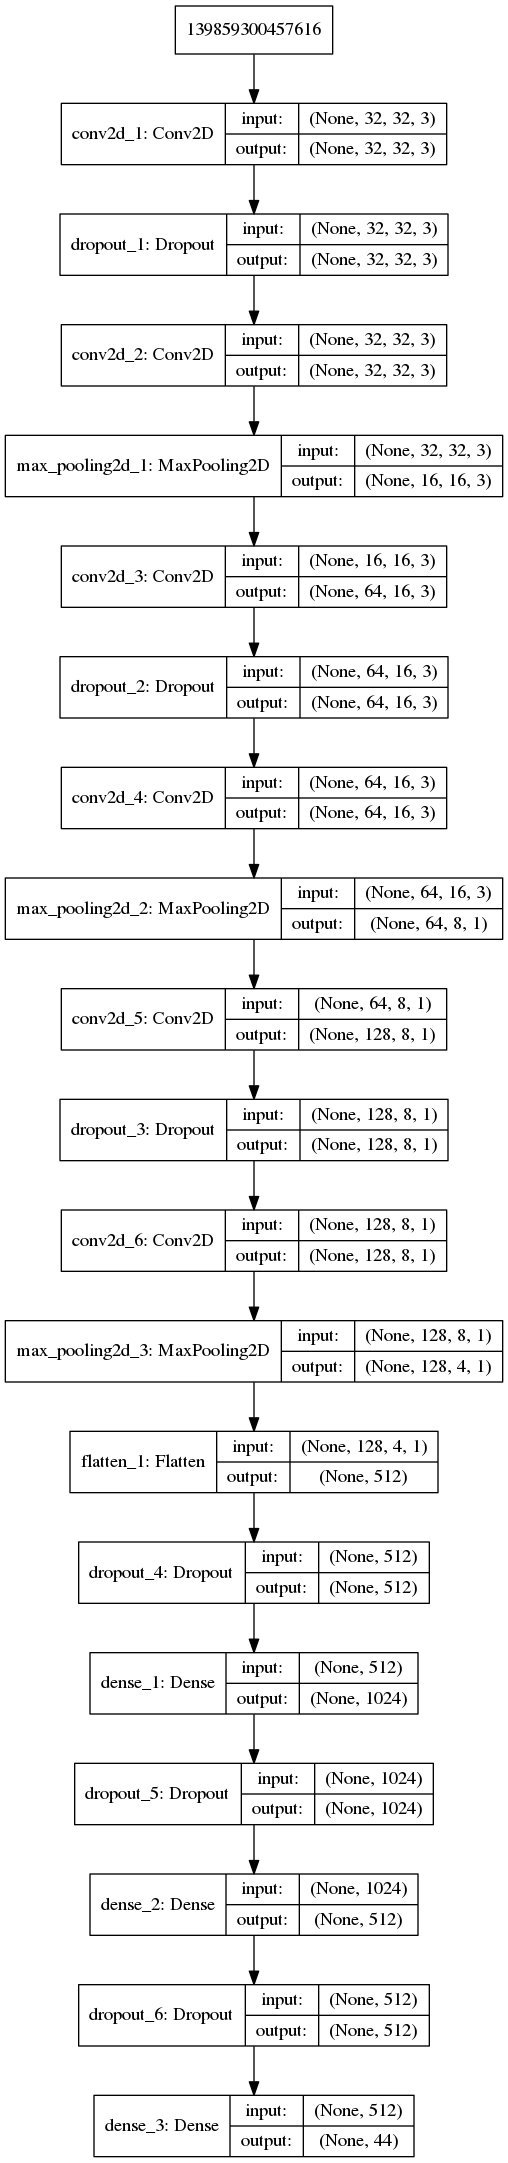 139859300457616
conv2d_1: Conv2D input: (None, 32, 32, 3)
output: (None, 32, 32, 3)
dropout_1: Dropout input: (None, 32, 32, 3)
output: (None, 32, 32, 3)
conv2d_2: Conv2D input: (None, 32, 32, 3)
output: (None, 32, 32, 3)
max_pooling2d_1: MaxPooling2D input: (None, 32, 32, 3)
output: (None, 16, 16, 3)
conv2d_3: Conv2D input: (None, 16, 16, 3)
output: (None, 64, 16, 3)
dropout_2: Dropout input: (None, 64, 16, 3)
output: (None, 64, 16, 3)
conv2d_4: Conv2D input: (None, 64, 16, 3)
output: (None, 64, 16, 3)
max_pooling2d_2: MaxPooling2D input: (None, 64, 16, 3)
output: (None, 64, 8, 1)
conv2d_5: Conv2D input: (None, 64, 8, 1)
output: (None, 128, 8, 1)
dropout_3: Dropout input: (None, 128, 8, 1)
output: (None, 128, 8, 1)
conv2d_6: Conv2D input: (None, 128, 8, 1)
output: (None, 128, 8, 1)
max_pooling2d_3: MaxPooling2D input: (None, 128, 8, 1)
output: (None, 128, 4, 1)
flatten_1: Flatten input: (None, 128, 4, 1)
output: (None, 512)
dropout_4: Dropout input: (None, 512)
output: (None, 512)
dense_1: Dense input: (None, 512)
output: (None, 1024)
dropout_5: Dropout input: (None, 1024)
output: (None, 1024)
dense_2: Dense input: (None, 1024)
output: (None, 512)
dropout_6: Dropout input: (None, 512)
output: (None, 512)
dense_3: Dense input: (None, 512)
output: (None, 44)